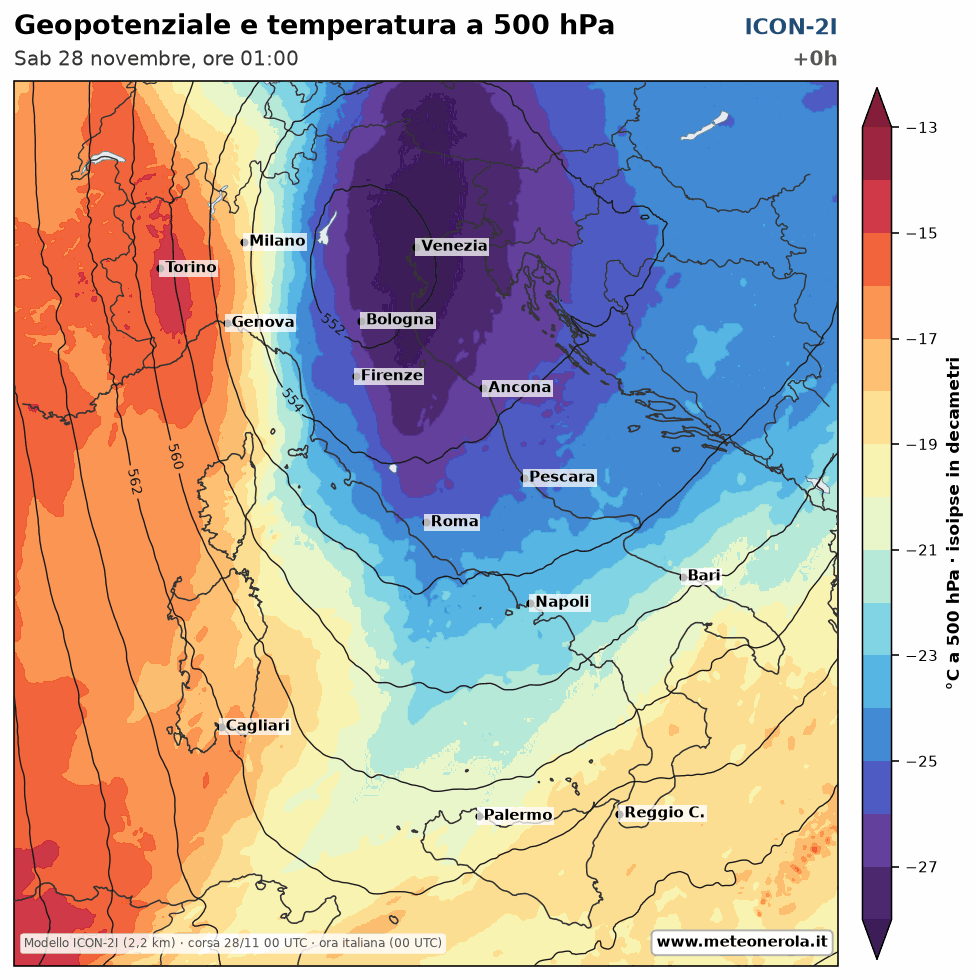 Geopotenziale e temperatura a 500 hPa
ICON-2I
Sab 28 novembre, ore 01:00
+0h
Milano
Venezia
Torino
Genova
Bologna
552
Firenze
Ancona
554
560
562
Pescara
Roma
Bari
Napoli
Cagliari
Palermo
Reggio C.
−13
−15
−17
−19
−21
−23
−25
−27
°C a 500 hPa · isoipse in decametri
Modello ICON-2I (2,2 km) · corsa 28/11 00 UTC · ora italiana (00 UTC)
www.meteonerola.it